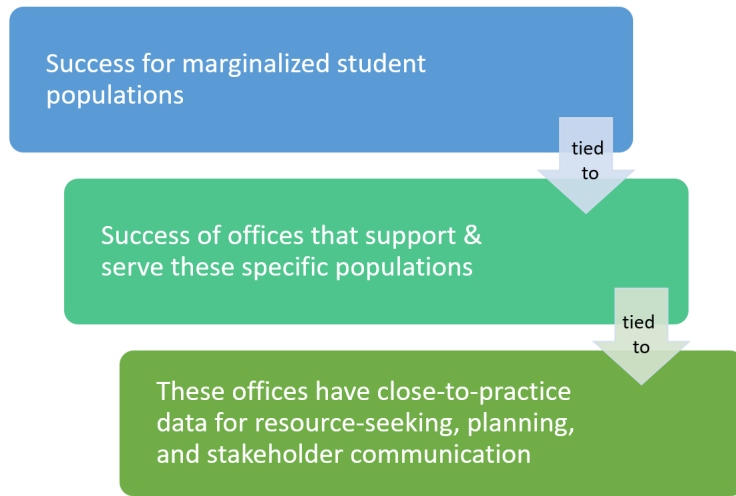 Success for marginalized student
populations
tied
to
Success of offices that support &
serve these specific populations
tied
to
These offices have close-to-practice
data for resource-seeking, planning,
and stakeholder communication